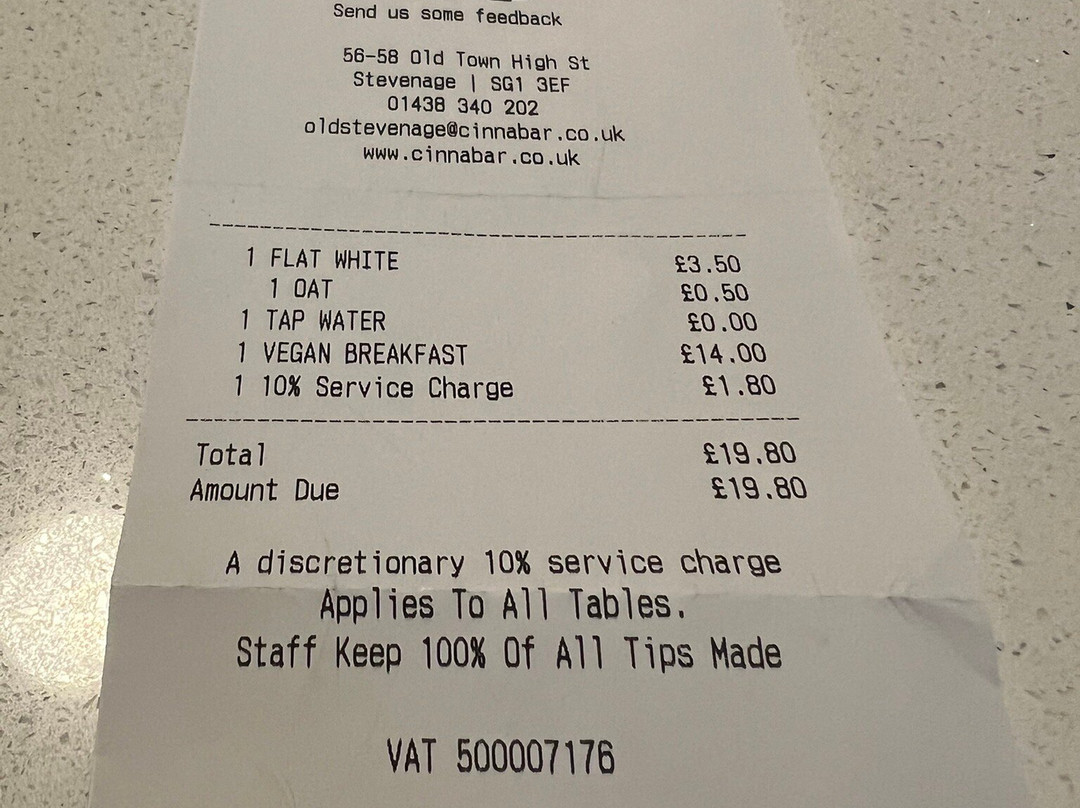 Send us some feedback
56-58 Old Town High St
Stevenage | SG1 3EF
01438 340 202
oldstevenage@cinnabar.co.uk
www.cinnabar.co.uk
1 FLAT WHITE £3.50
1 OAT £0.50
1 TAP WATER £0.00
1 VEGAN BREAKFAST £14.00
1 10% Service Charge £1.80
Total £19.80
Amount Due £19.80
A discretionary 10% service charge
Applies To All Tables.
Staff Keep 100% Of All Tips Made
VAT 500007176